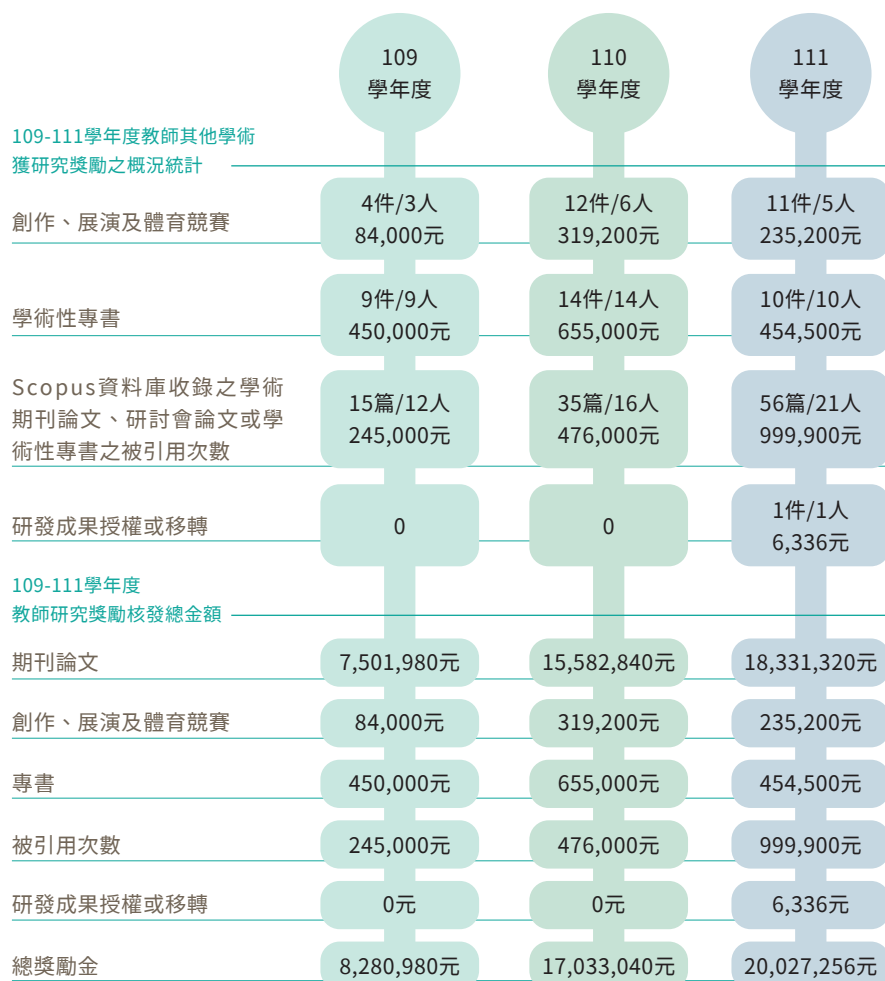 109 110 111
學年度 學年度 學年度
109-111學年度教師其他學術
獲研究獎勵之概況統計
創作、展演及體育競賽 4件/3人 12件/6人 11件/5人
84,000元 319,200元 235,200元
學術性專書 9件/9人 14件/14人 10件/10人
450,000元 655,000元 454,500元
Scopus資料庫收錄之學術
期刊論文、研討會論文或學
術性專書之被引用次數
15篇/12人 35篇/16人 56篇/21人
245,000元 476,000元 999,900元
研發成果授權或移轉 0 0 1件/1人
6,336元
109-111學年度
教師研究獎勵核發總金額
期刊論文 7,501,980元 15,582,840元 18,331,320元
創作、展演及體育競賽 84,000元 319,200元 235,200元
專書 450,000元 655,000元 454,500元
被引用次數 245,000元 476,000元 999,900元
研發成果授權或移轉 0元 0元 6,336元
總獎勵金 8,280,980元 17,033,040元 20,027,256元